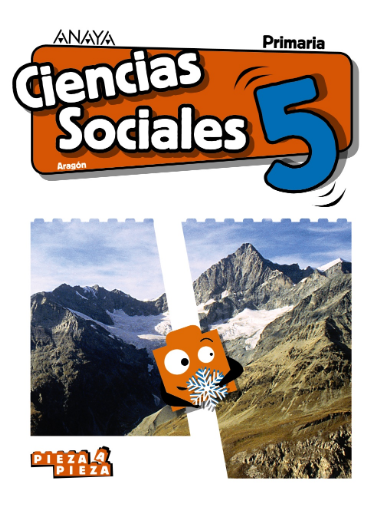 ANAYA
Primaria
Ciencias
Sociales
5
Aragón
PIEZA A
PIEZA